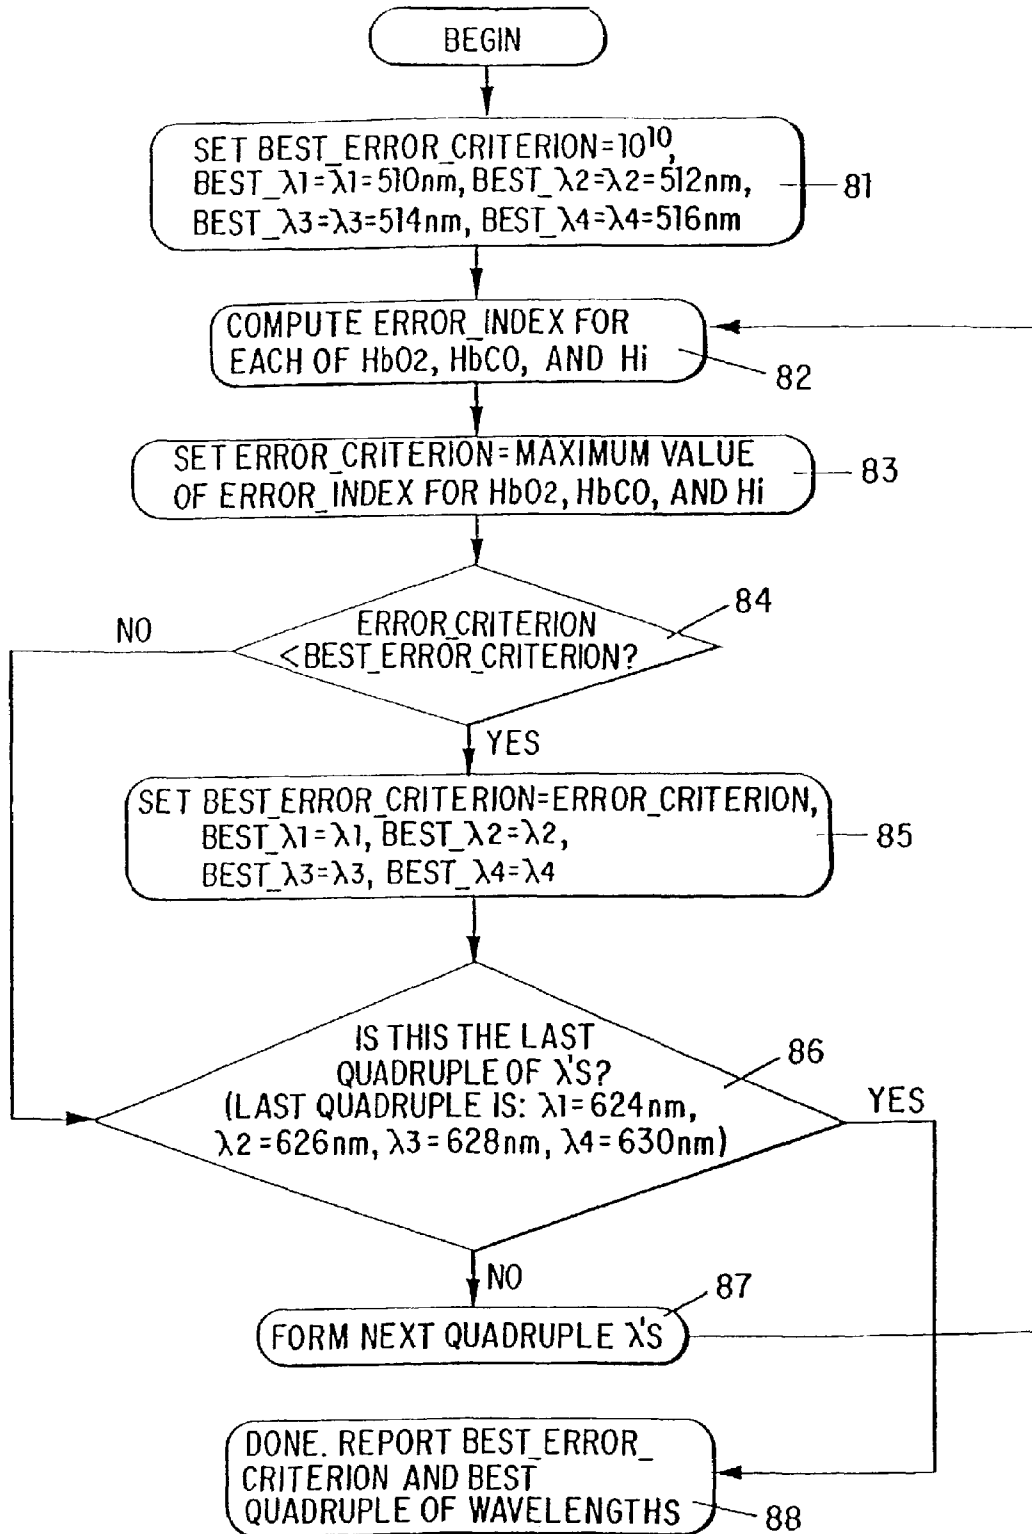 BEGIN
SET BEST_ERROR_CRITERION=10¹⁰,
BEST_λ1=λ1=510nm, BEST_λ2=λ2=512nm,
BEST_λ3=λ3=514nm, BEST_λ4=λ4=516nm
81
COMPUTE ERROR_INDEX FOR
EACH OF HbO2, HbCO, AND Hi
82
SET ERROR_CRITERION=MAXIMUM VALUE
OF ERROR_INDEX FOR HbO2, HbCO, AND Hi
83
ERROR_CRITERION
<BEST_ERROR_CRITERION?
84
NO
YES
SET BEST_ERROR_CRITERION=ERROR_CRITERION,
BEST_λ1=λ1, BEST_λ2=λ2,
BEST_λ3=λ3, BEST_λ4=λ4
85
IS THIS THE LAST
QUADRUPLE OF λ'S?
(LAST QUADRUPLE IS: λ1=624nm,
λ2=626nm, λ3=628nm, λ4=630nm)
86
YES
NO
FORM NEXT QUADRUPLE λ'S
87
DONE. REPORT BEST_ERROR_
CRITERION AND BEST
QUADRUPLE OF WAVELENGTHS
88